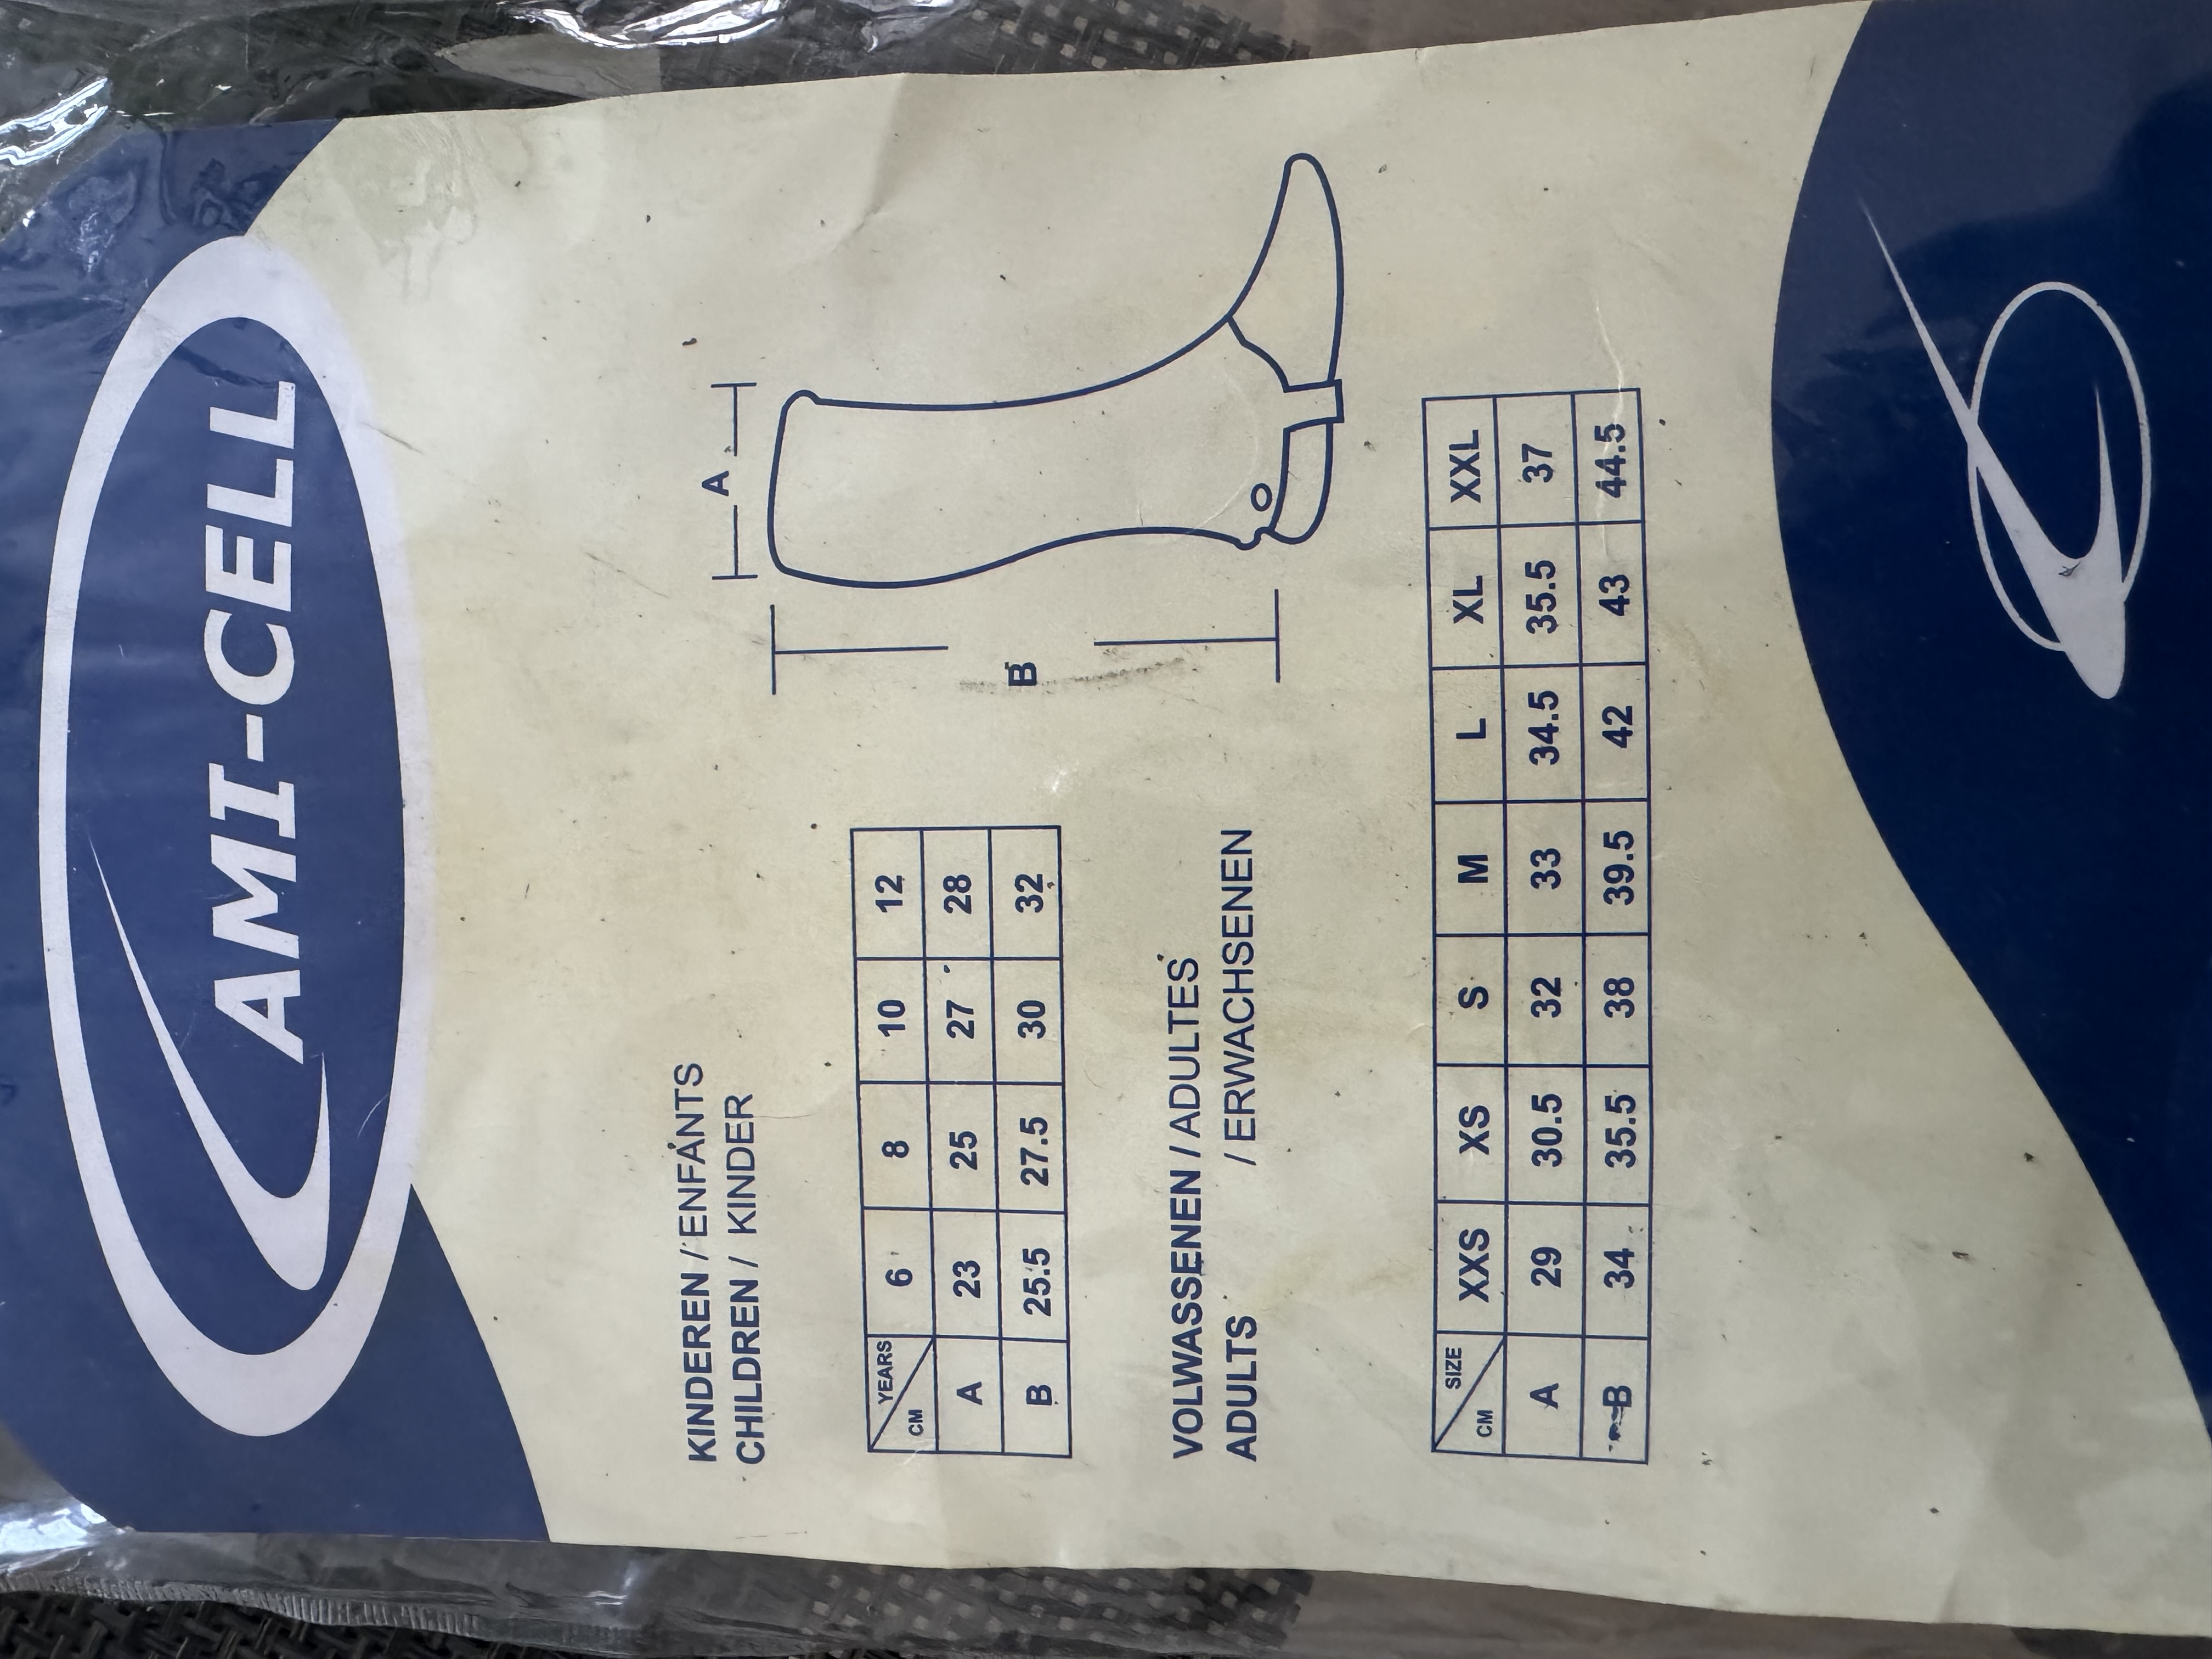 AMI-CELL
A
B
KINDEREN / ENFANTS
CHILDREN / KINDER
YEARS CM 6 8 10 12
A 23 25 27 28
B 25.5 27.5 30 32
VOLWASSENEN / ADULTES
ADULTS / ERWACHSENEN
SIZE CM XXS XS S M L XL XXL
A 29 30.5 32 33 34.5 35.5 37
B 34 35.5 38 39.5 42 43 44.5